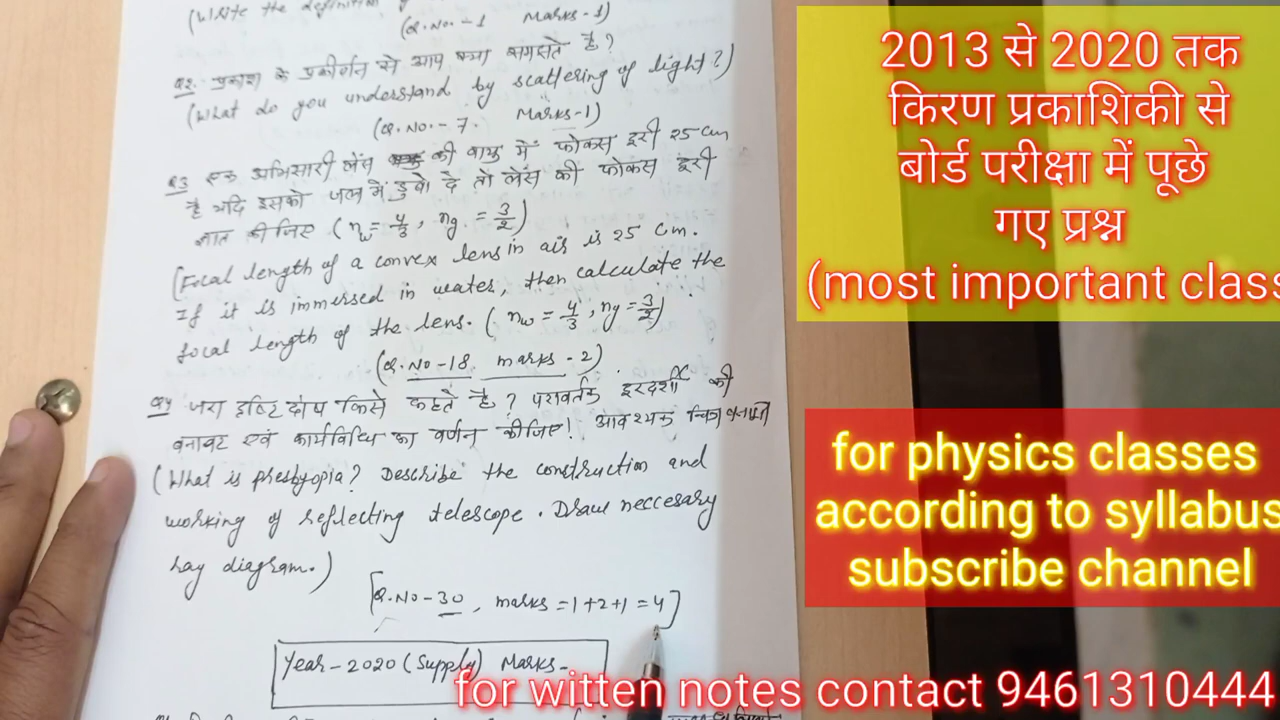 (Write the definition
(Q.No.-1 Marks-1)
Q2. प्रकाश के प्रकीर्णन से आप क्या समझते है?
(What do you understand by scattering of light?)
(Q.No.-7. Marks-1)
Q3 एक अभिसारी लेंस की वायु में फोकस दूरी 25 cm
है यदि इसको जल में डुबो दे तो लेंस की फोकस दूरी
ज्ञात कीजिए (nw = 4/3, ng = 3/2)
(Focal length of a convex lens in air is 25 cm.
If it is immersed in water, then calculate the
focal length of the lens. (nw = 4/3, ng = 3/2)
(Q.No-18 marks-2)
Q4 जरा दृष्टि दोष किसे कहते है? परावर्तक दूरदर्शी की
बनावट एवं कार्यविधि का वर्णन कीजिए! आवश्यक चित्र बनाइये
(What is presbyopia? Describe the construction and
working of reflecting telescope. Draw neccesary
ray diagram.)
[Q.No-30, marks =1+2+1=4]
Year-2020 (Supply) Marks-
2013 से 2020 तक
किरण प्रकाशिकी से
बोर्ड परीक्षा में पूछे
गए प्रश्न
(most important class
for physics classes
according to syllabus
subscribe channel
for witten notes contact 9461310444